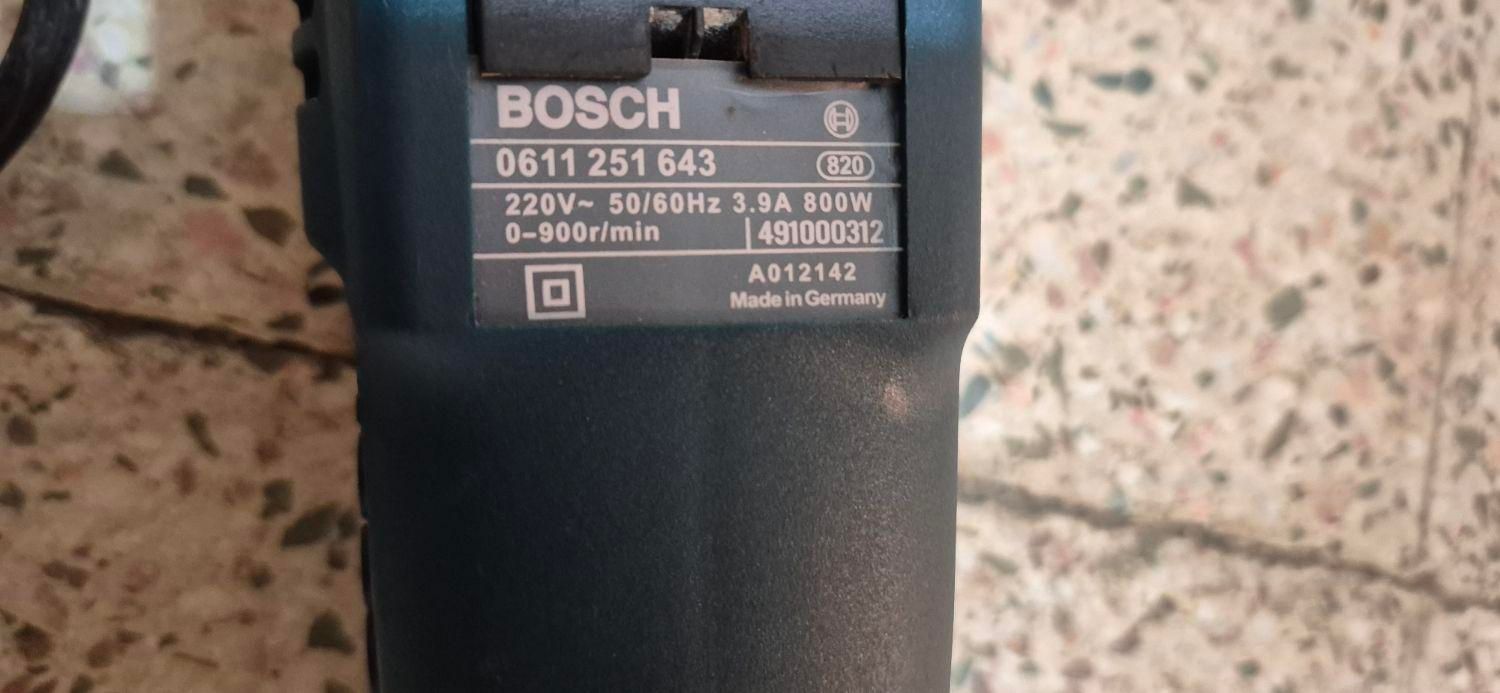 BOSCH
0611 251 643 820
220V~ 50/60Hz 3.9A 800W
0–900r/min 491000312
A012142
Made in Germany